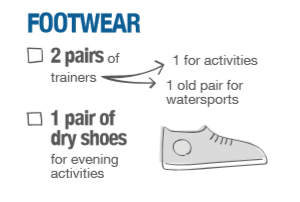 FOOTWEAR
2 pairs of
trainers
1 for activities
1 old pair for
watersports
1 pair of
dry shoes
for evening
activities